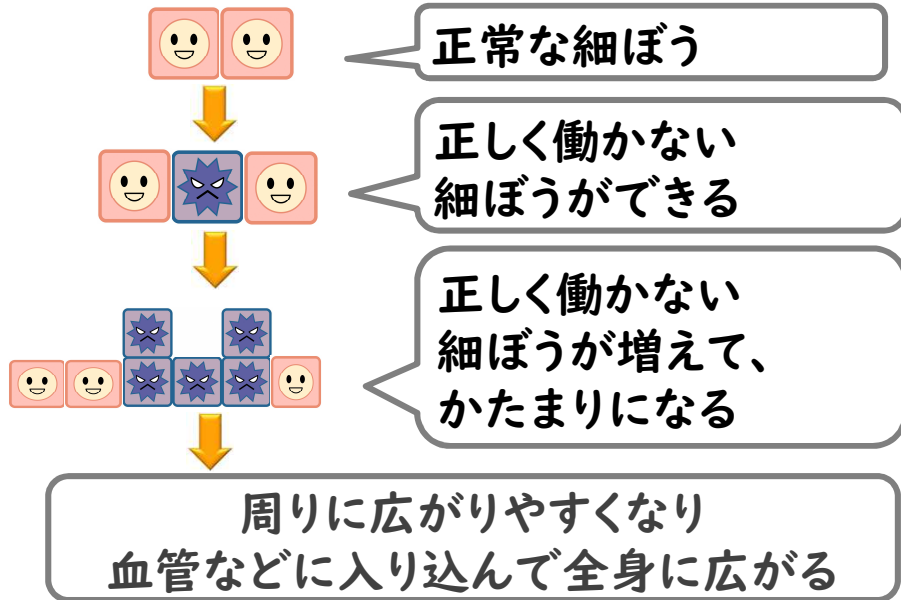 正常な細ぼう
正しく働かない
細ぼうができる
正しく働かない
細ぼうが増えて、
かたまりになる
周りに広がりやすくなり
血管などに入り込んで全身に広がる